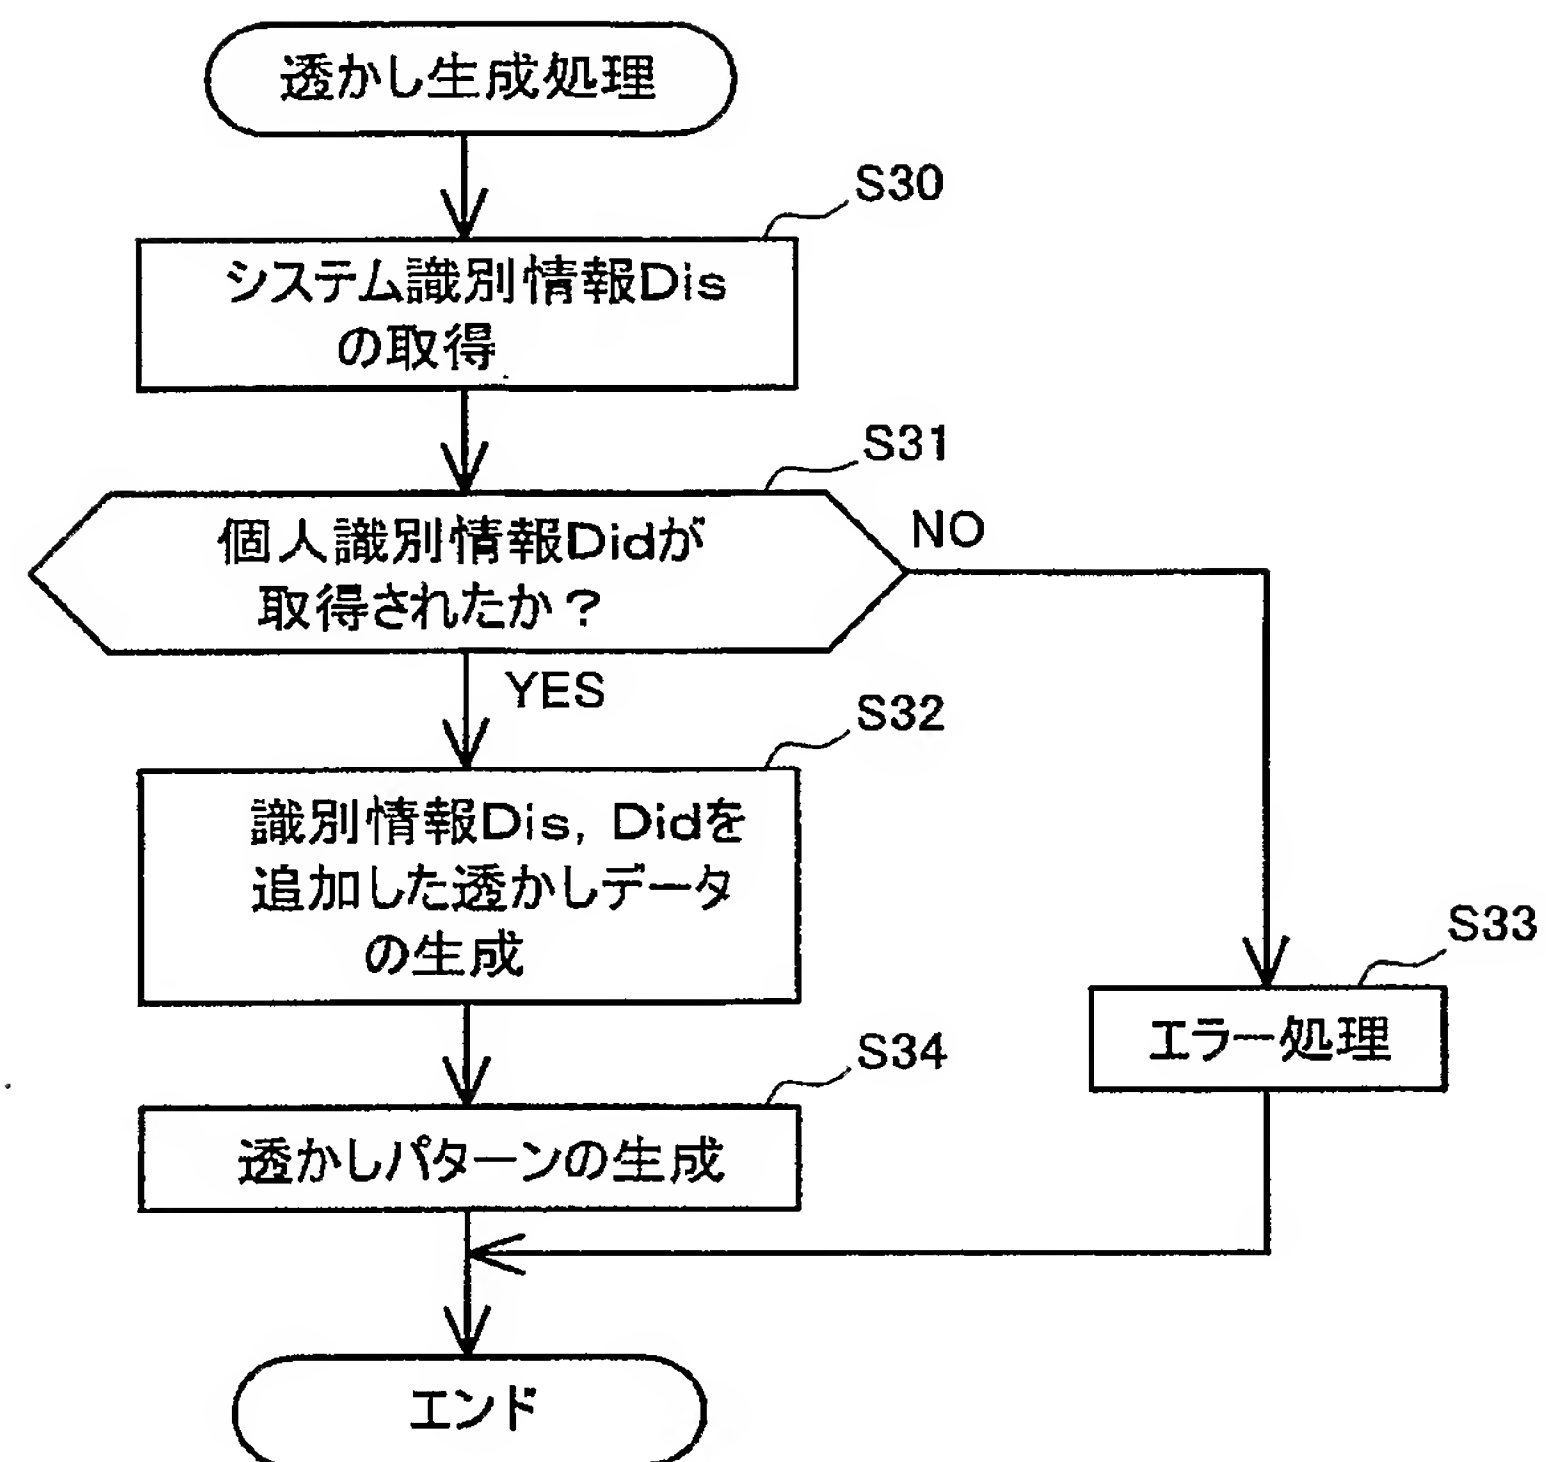 透かし生成処理
S30
システム識別情報Dis
の取得
S31
個人識別情報Didが
取得されたか？
NO
YES
S32
識別情報Dis, Didを
追加した透かしデータ
の生成
S33
エラー処理
S34
透かしパターンの生成
エンド